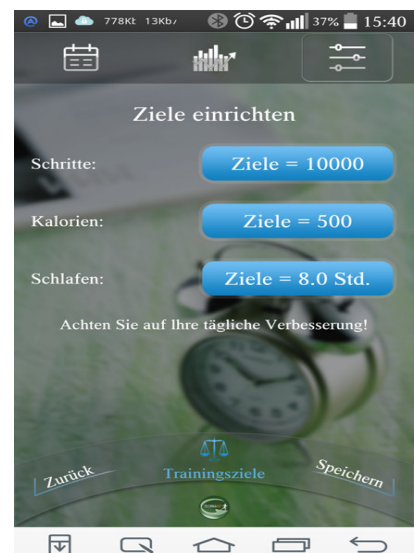 778Kt 13Kb/ 37% 15:40
Ziele einrichten
Schritte: Ziele = 10000
Kalorien: Ziele = 500
Schlafen: Ziele = 8.0 Std.
Achten Sie auf Ihre tägliche Verbesserung!
Zurück Trainingsziele Speichern